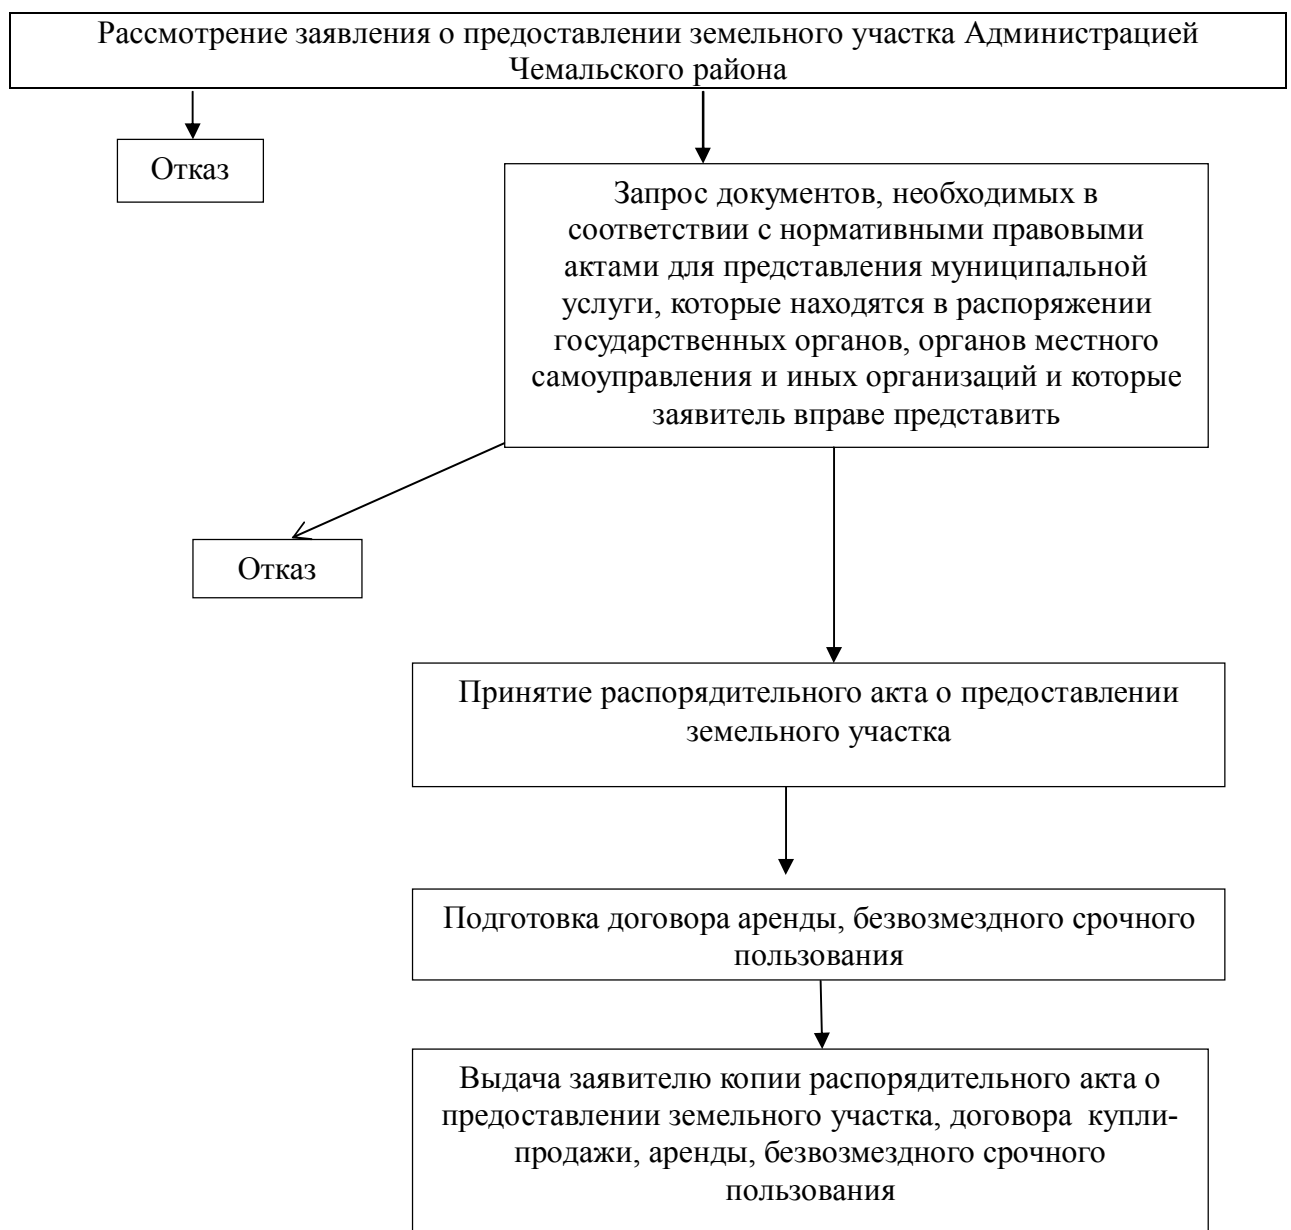 Рассмотрение заявления о предоставлении земельного участка Администрацией
Чемальского района
Отказ
Запрос документов, необходимых в
соответствии с нормативными правовыми
актами для представления муниципальной
услуги, которые находятся в распоряжении
государственных органов, органов местного
самоуправления и иных организаций и которые
заявитель вправе представить
Отказ
Принятие распорядительного акта о предоставлении
земельного участка
Подготовка договора аренды, безвозмездного срочного
пользования
Выдача заявителю копии распорядительного акта о
предоставлении земельного участка, договора  купли-
продажи, аренды, безвозмездного срочного
пользования